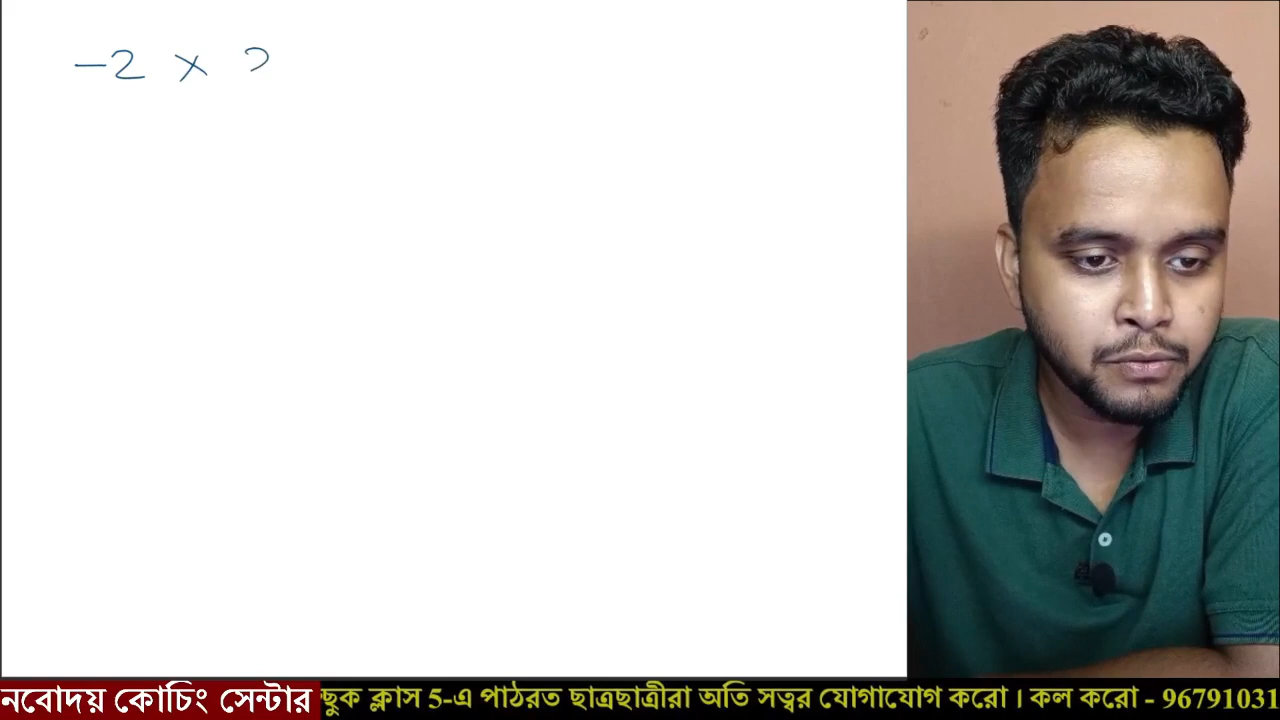 -2 ×
নবোদয় কোচিং সেন্টার
চ্ছুক ক্লাস 5-এ পাঠরত ছাত্রছাত্রীরা অতি সত্বর যোগাযোগ করো । কল করো - 96791031